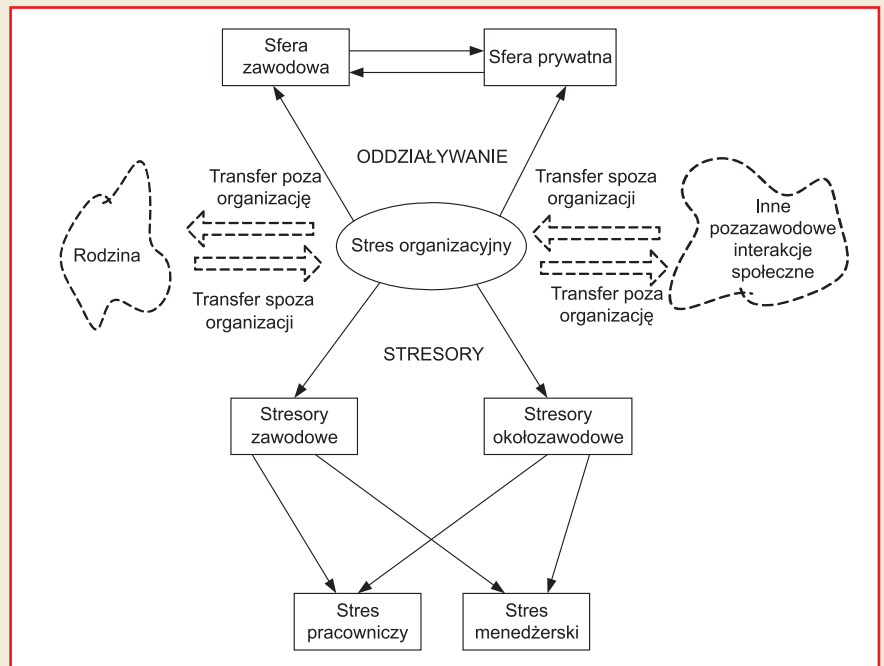 Sfera
zawodowa
Sfera prywatna
ODDZIAŁYWANIE
Transfer poza
organizację
Transfer spoza
organizacji
Rodzina
Stres organizacyjny
Inne
pozazawodowe
interakcje
społeczne
Transfer spoza
organizacji
Transfer poza
organizację
STRESORY
Stresory
zawodowe
Stresory
okołozawodowe
Stres
pracowniczy
Stres
menedżerski